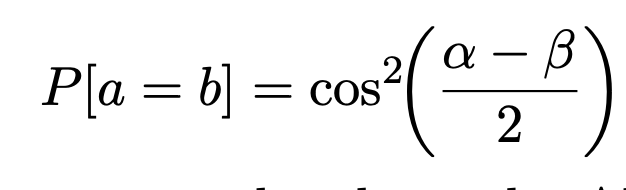 P[a = b] = cos²((α − β)/2)